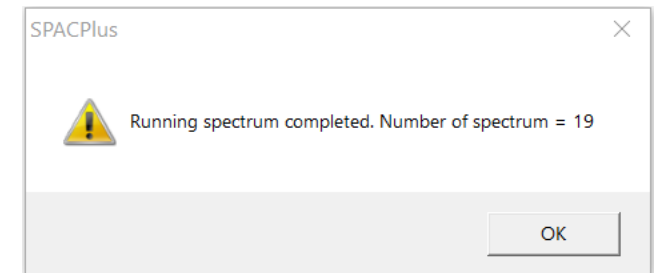 SPACPlus
Running spectrum completed. Number of spectrum = 19
OK